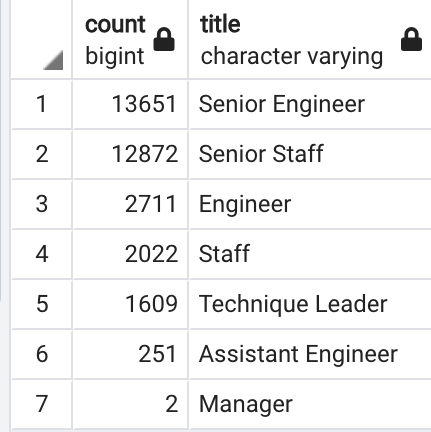 count title
bigint character varying
1 13651 Senior Engineer
2 12872 Senior Staff
3 2711 Engineer
4 2022 Staff
5 1609 Technique Leader
6 251 Assistant Engineer
7 2 Manager